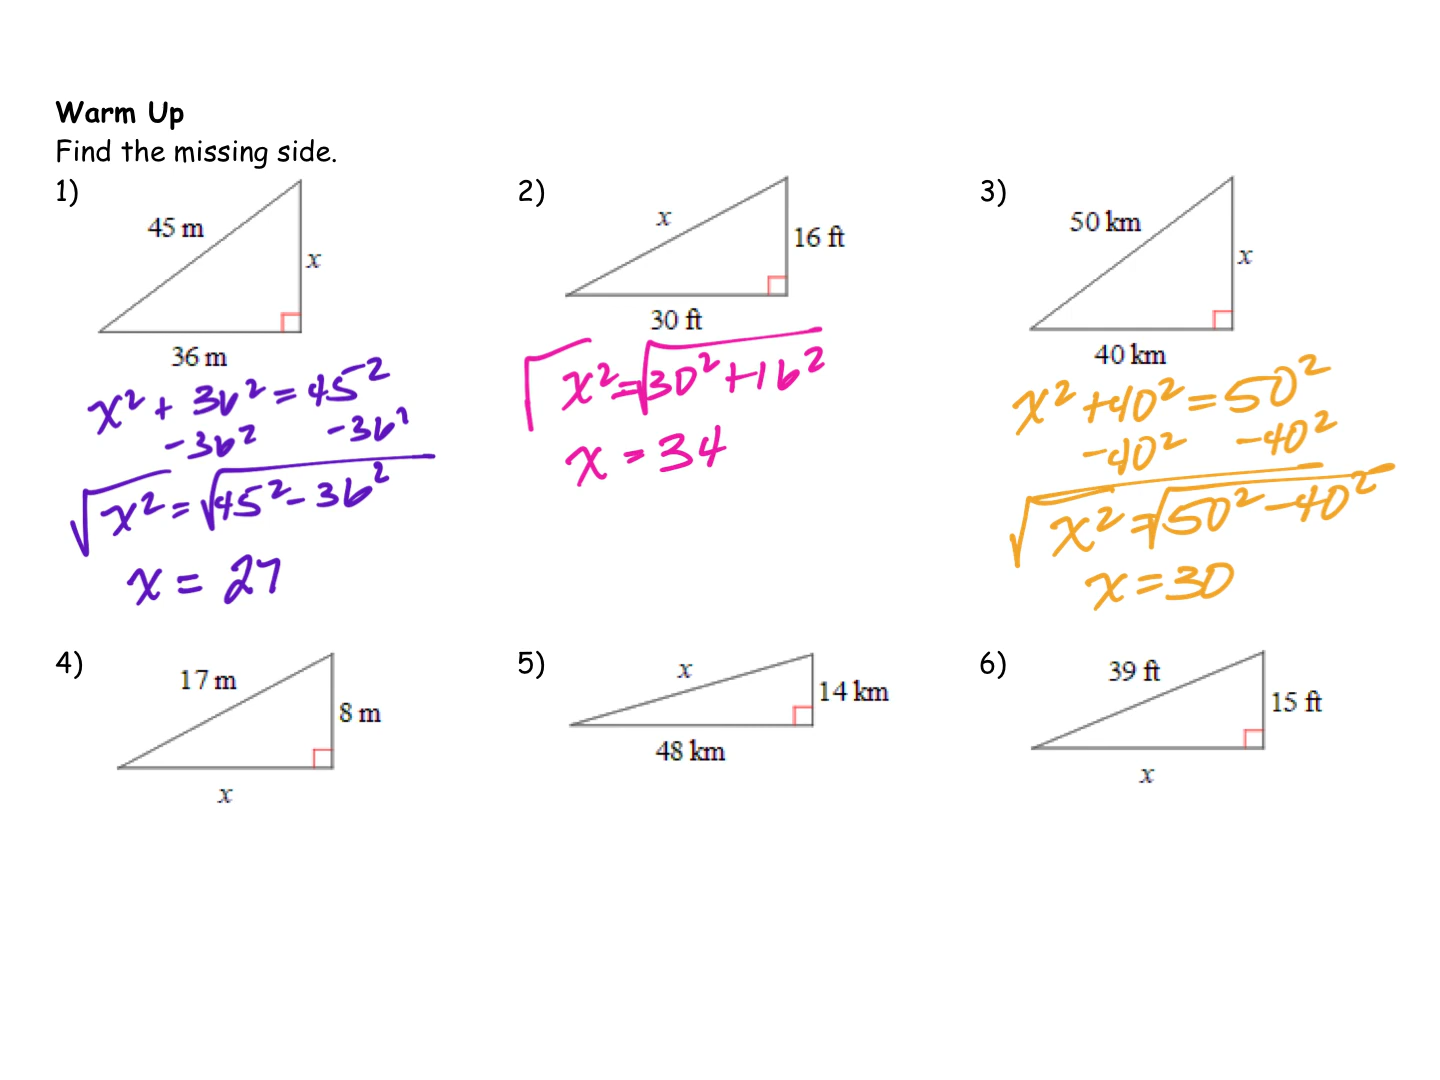 Warm Up
Find the missing side.
1)
45 m
x
36 m
x² + 36² = 45²
-36² -36²
√x² = √45² - 36²
x = 27
2)
x
16 ft
30 ft
√x² = √30² + 16²
x = 34
3)
50 km
x
40 km
x² + 40² = 50²
-40² -40²
√x² = √50² - 40²
x = 30
4)
17 m
8 m
x
5)
x
14 km
48 km
6)
39 ft
15 ft
x